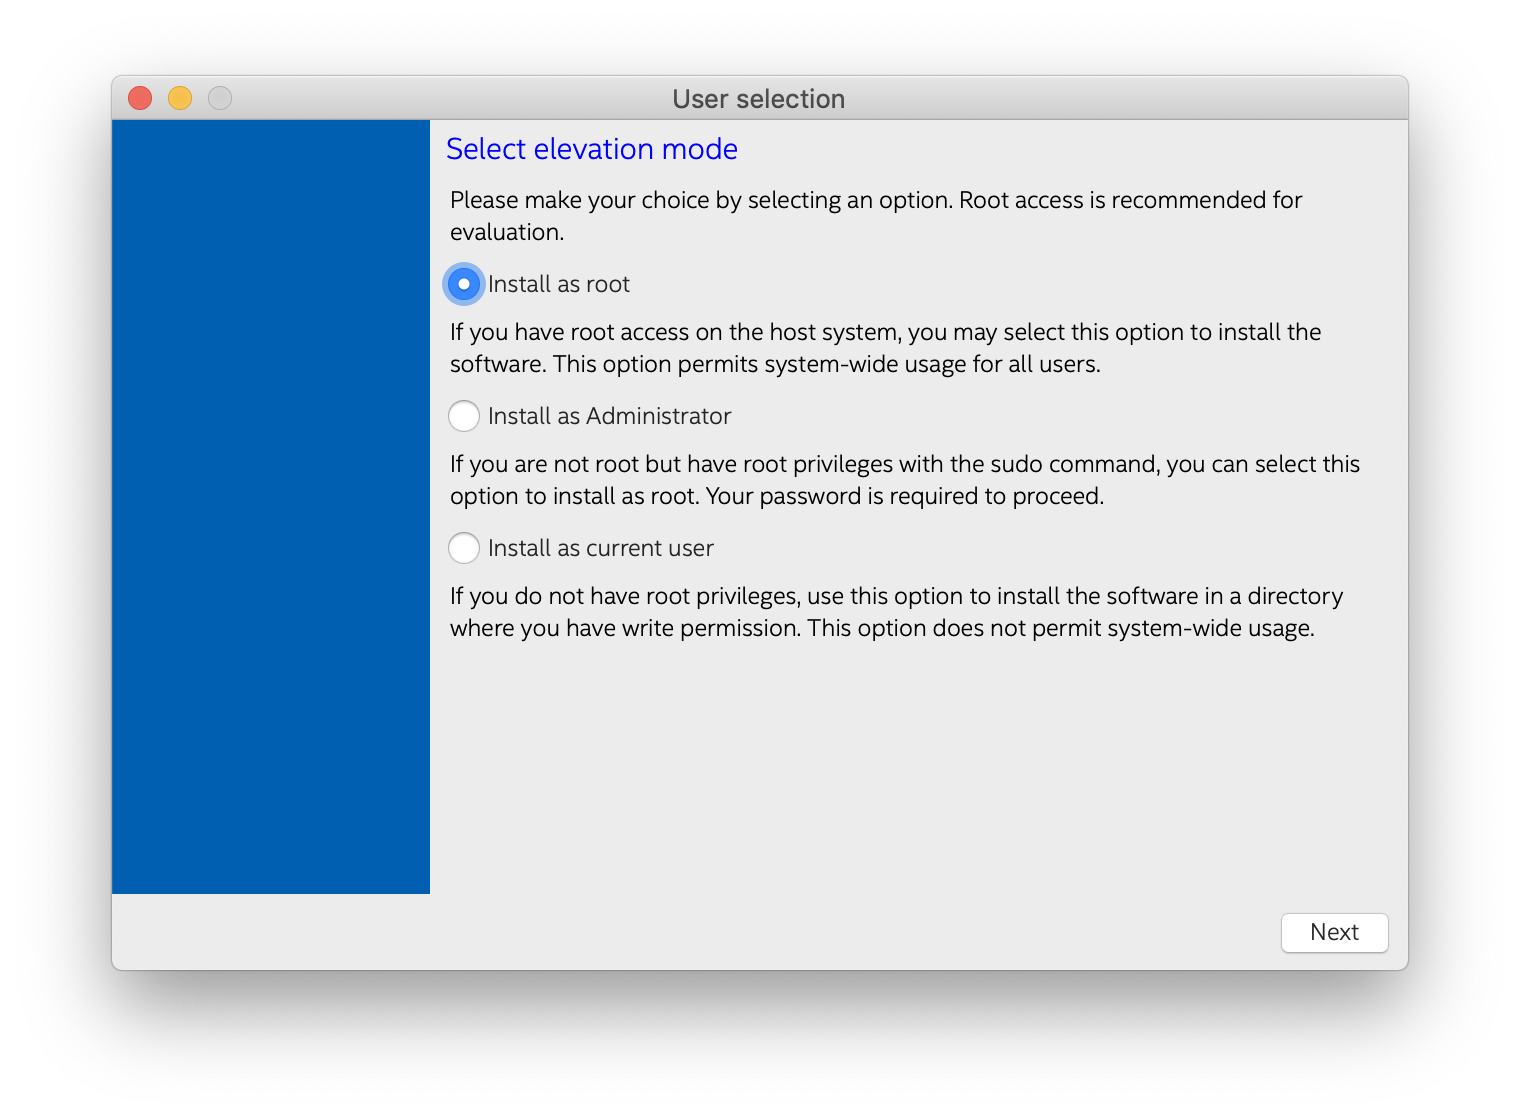 User selection
Select elevation mode
Please make your choice by selecting an option. Root access is recommended for
evaluation.
Install as root
If you have root access on the host system, you may select this option to install the
software. This option permits system-wide usage for all users.
Install as Administrator
If you are not root but have root privileges with the sudo command, you can select this
option to install as root. Your password is required to proceed.
Install as current user
If you do not have root privileges, use this option to install the software in a directory
where you have write permission. This option does not permit system-wide usage.
Next